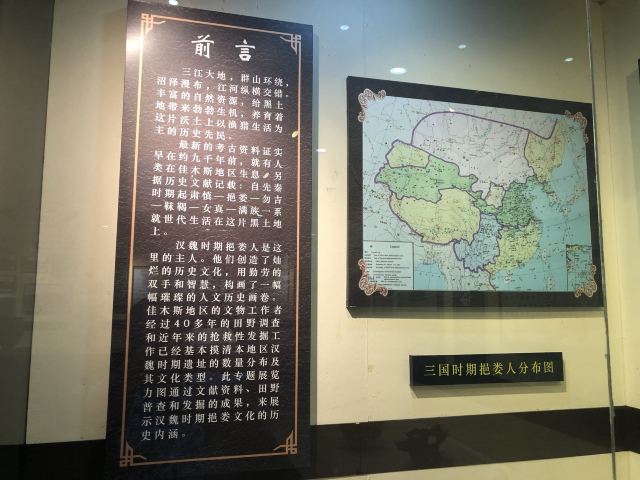 前言
三江大地，群山环绕，
沼泽漫布，江河纵横交错。
丰富的自然资源，给黑土
地带来勃勃生机，养育着
这片沃土上以渔猎生活为
主的历史先民。
最新的考古资料证实
早在约九千年前，就有人
类在佳木斯地区生息。另
据历史文献记载：自先秦
时期起肃慎—挹娄—勿吉
—靺鞨—女真—满族一系
就世代生活在这片黑土地
上。
汉魏时期挹娄人是这
里的主人。他们创造了灿
烂的历史文化，用勤劳的
双手和智慧，构画了一幅
幅璀璨的人文历史画卷。
佳木斯地区的文物工作者
经过40多年的田野调查
和近年来的抢救性发掘工
作已经基本摸清本地区汉
魏时期遗址的数量分布及
其文化类型。此专题展览
力图通过文献资料、田野
普查和发掘的成果，来展
示汉魏时期挹娄文化的历
史内涵。
Legend
三国时期挹娄人分布图